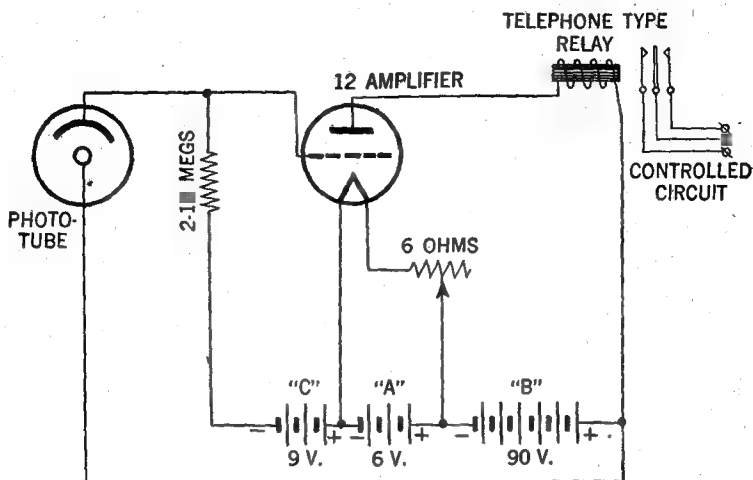 TELEPHONE TYPE
RELAY
12 AMPLIFIER
PHOTO-
TUBE
MEGS
CONTROLLED
CIRCUIT
6 OHMS
"C"
"A"
"B"
− + − + − +
9 V.
6 V.
90 V.